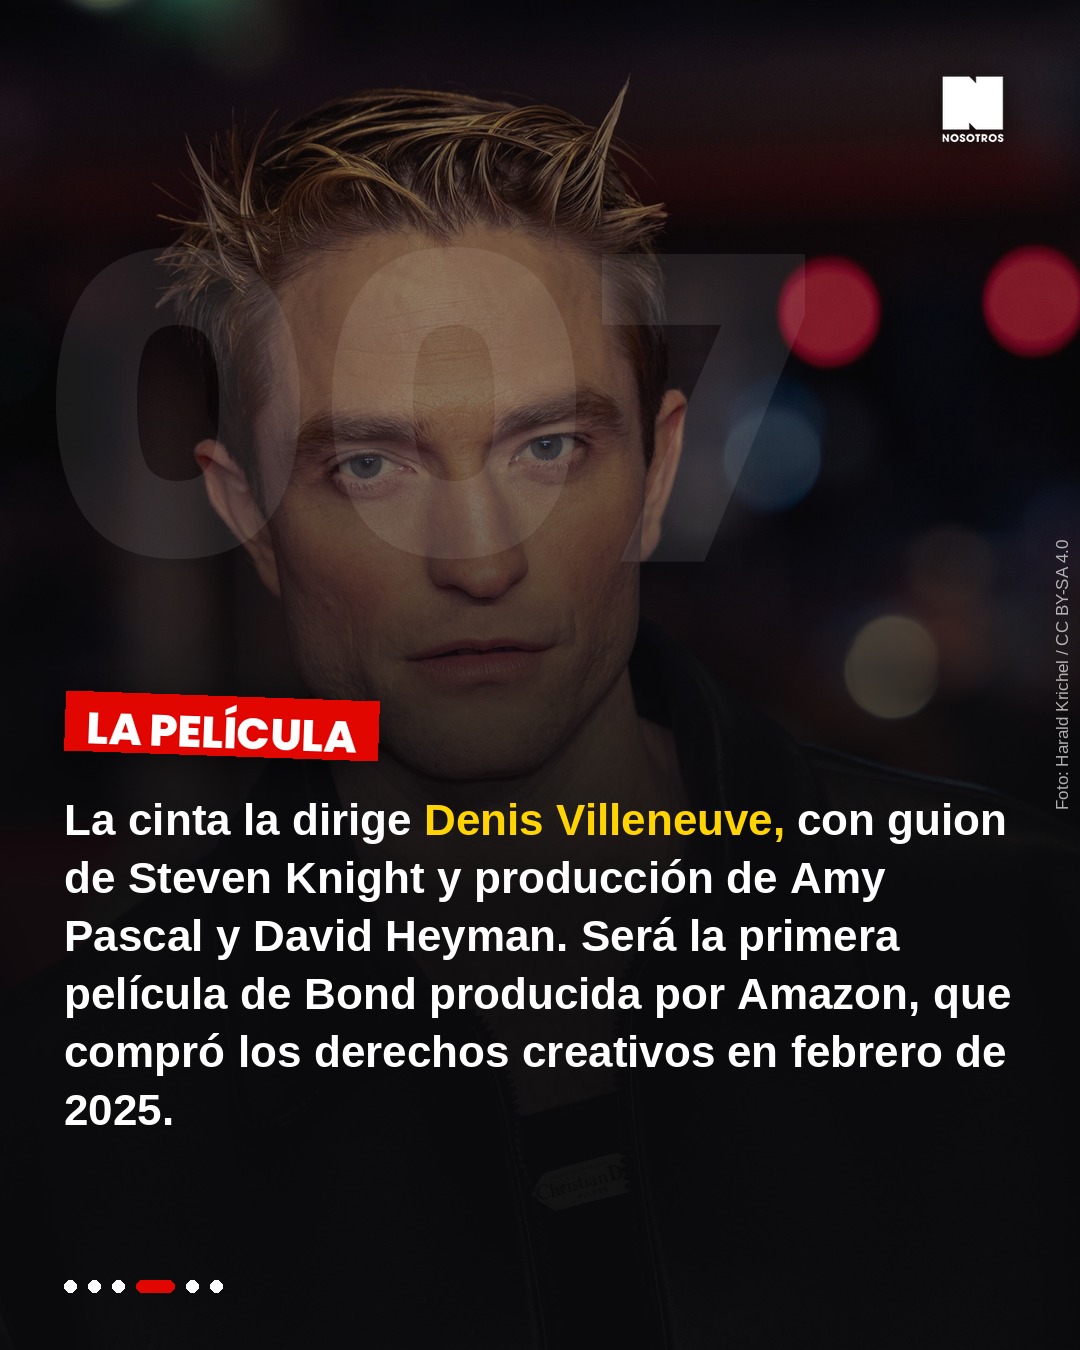 NOSOTROS
007
Foto: Harald Krichel / CC BY-SA 4.0
LA PELÍCULA
La cinta la dirige Denis Villeneuve, con guion
de Steven Knight y producción de Amy
Pascal y David Heyman. Será la primera
película de Bond producida por Amazon, que
compró los derechos creativos en febrero de
2025.